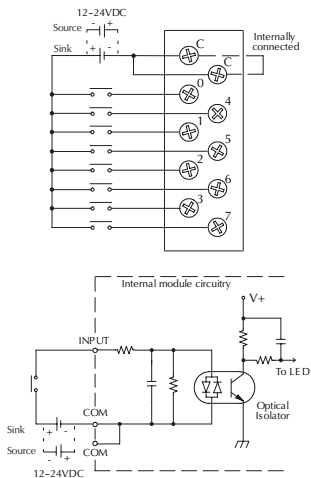 12-24VDC
Source - +
Internally
connected
Sink + -
C
C
0
4
1
5
2
6
3
7
Internal module circuitry
V+
INPUT
To LED
Optical
Isolator
COM
Sink + -
COM
Source - +
12-24VDC